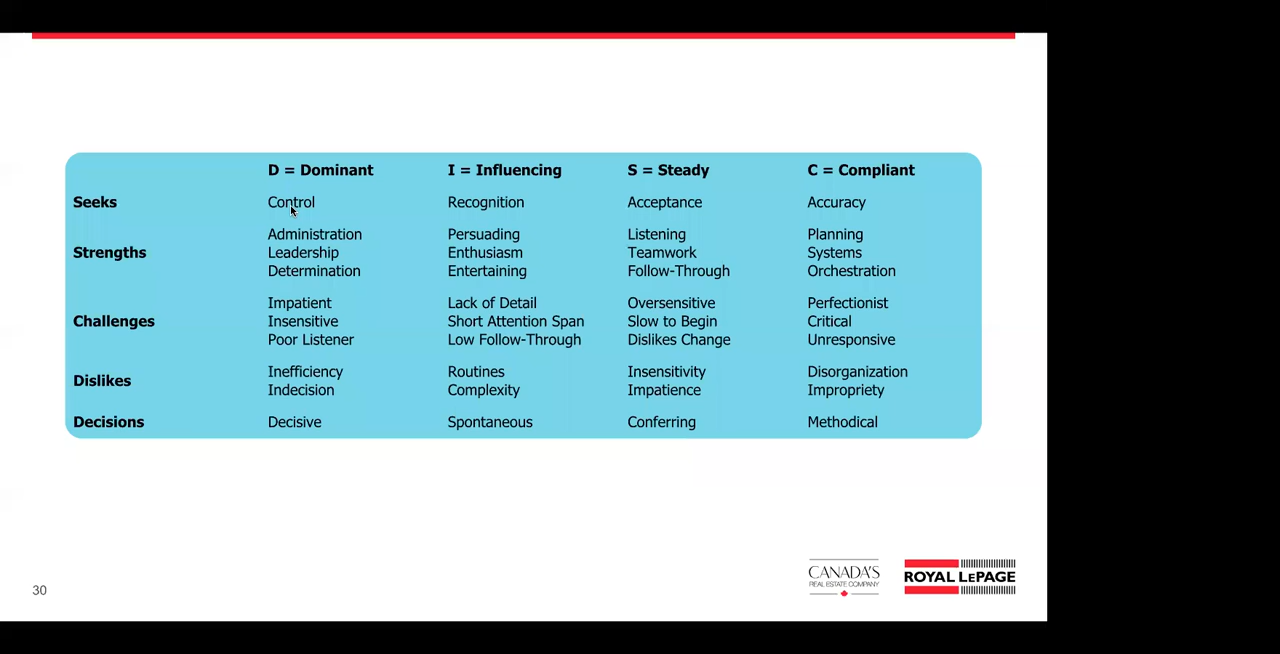 D = Dominant I = Influencing S = Steady C = Compliant
Seeks Control Recognition Acceptance Accuracy
Administration Persuading Listening Planning
Strengths Leadership Enthusiasm Teamwork Systems
Determination Entertaining Follow-Through Orchestration
Impatient Lack of Detail Oversensitive Perfectionist
Challenges Insensitive Short Attention Span Slow to Begin Critical
Poor Listener Low Follow-Through Dislikes Change Unresponsive
Inefficiency Routines Insensitivity Disorganization
Dislikes
Indecision Complexity Impatience Impropriety
Decisions Decisive Spontaneous Conferring Methodical
CANADA'S
REAL ESTATE COMPANY
ROYAL LEPAGE
30